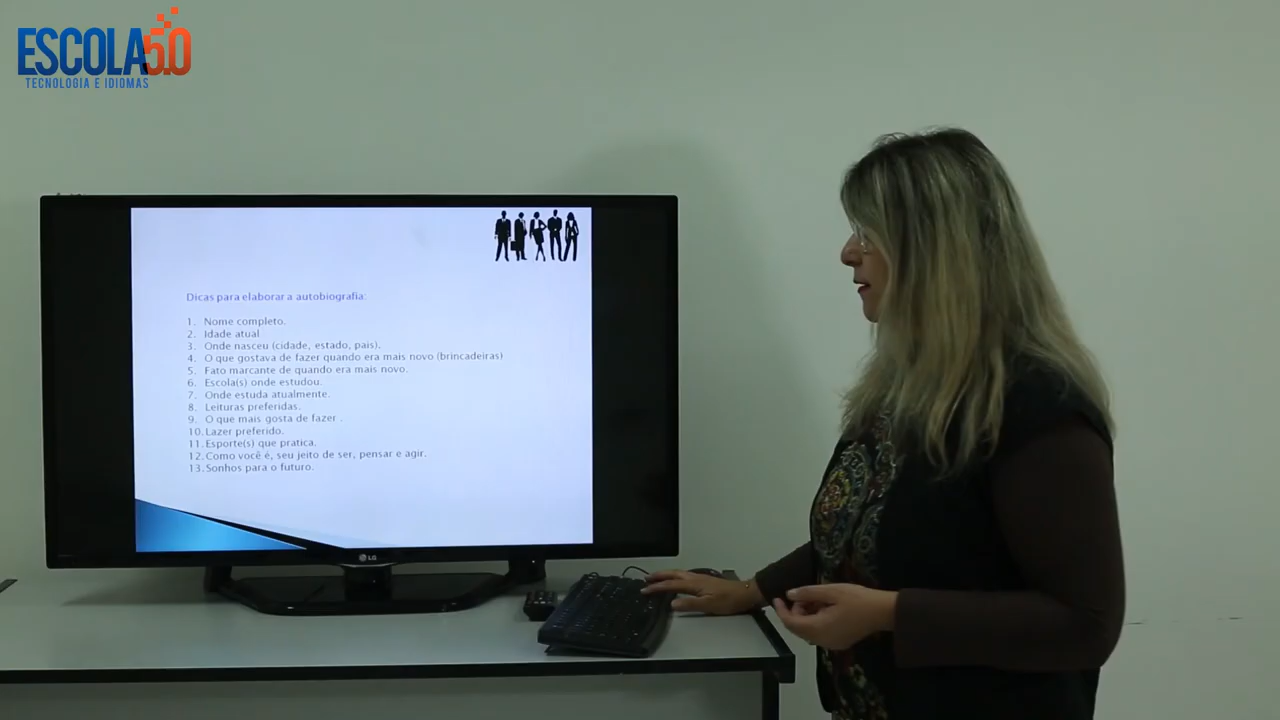 ESCOLA5.0
TECNOLOGIA E IDIOMAS
Dicas para elaborar a autobiografia:
1. Nome completo.
2. Idade atual
3. Onde nasceu (cidade, estado, pais).
4. O que gostava de fazer quando era mais novo (brincadeiras)
5. Fato marcante de quando era mais novo.
6. Escola(s) onde estudou.
7. Onde estuda atualmente.
8. Leituras preferidas.
9. O que mais gosta de fazer .
10. Lazer preferido.
11. Esporte(s) que pratica.
12. Como você é, seu jeito de ser, pensar e agir.
13. Sonhos para o futuro.
LG